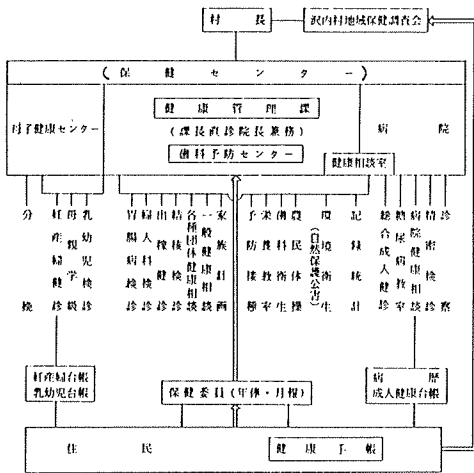 村長
沢内村地域保健調査会
(保健センター)
母子健康センター
健康管理課
(課長直診院長兼務)
歯科予防センター
病院
健康相談室
分娩
妊産婦健診
母親学級
乳幼児検診
胃腸病検診
婦人科検診
出稼検診
結核検診
各種団体健康相談
一般健康相談
家族計画
予防接種
栄養教室
歯科衛生
農民体操
環境衛生
(自然保護公害)
記録統計
総合成人健診
糖尿病教室
病院健康相談
精密検診
診察
妊産婦台帳
乳幼児台帳
保健委員(年俸・月報)
病歴
成人健康台帳
住民
健康手帳